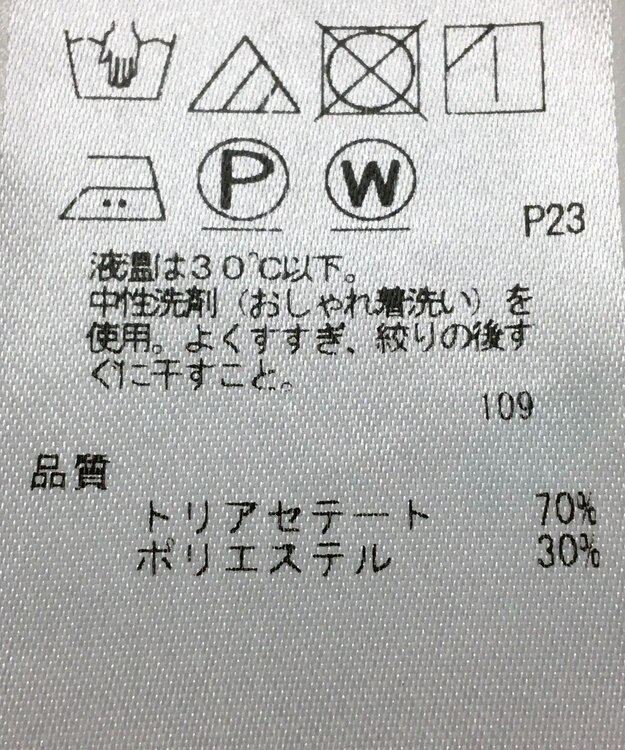 P W
P23
液温は30℃以下。
中性洗剤（おしゃれ着洗い）を
使用。よくすすぎ、絞りの後す
ぐに干すこと。
109
品質
トリアセテート 70%
ポリエステル 30%